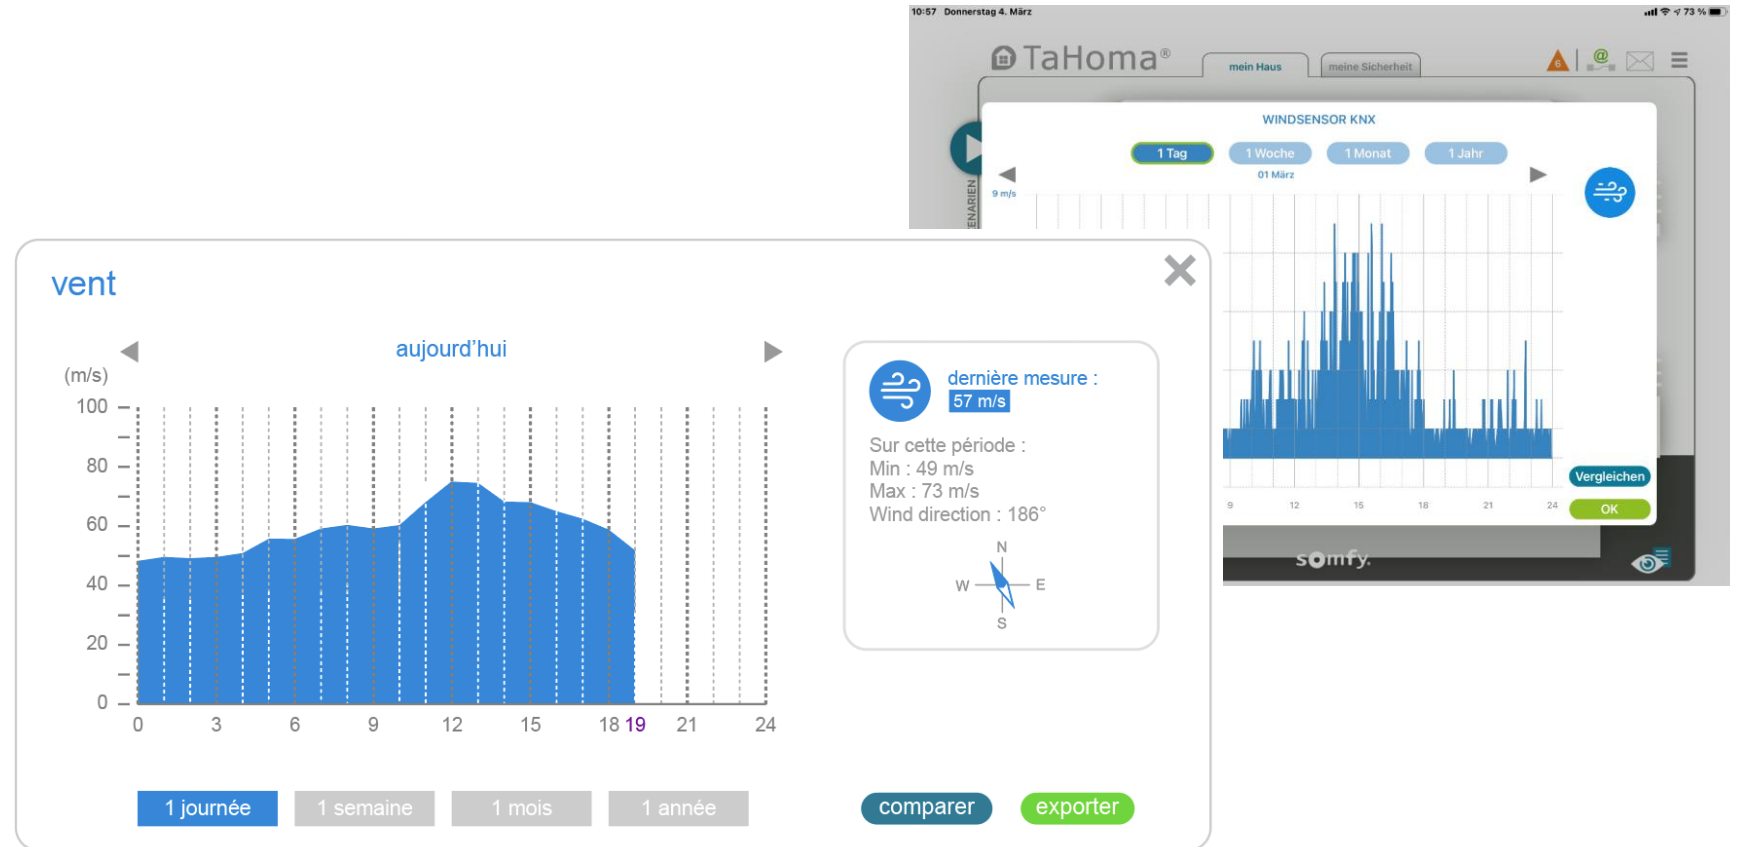 10:57 Donnerstag 4. März
73 %
TaHoma®
mein Haus
meine Sicherheit
6
@
WINDSENSOR KNX
1 Tag
1 Woche
1 Monat
1 Jahr
01 März
9 m/s
ENARIEN
9 12 15 18 21 24
Vergleichen
OK
somfy.
vent
aujourd'hui
(m/s)
100
80
60
40
20
0
0 3 6 9 12 15 18 19 21 24
1 journée
1 semaine
1 mois
1 année
dernière mesure :
57 m/s
Sur cette période :
Min : 49 m/s
Max : 73 m/s
Wind direction : 186°
N
W E
S
comparer
exporter